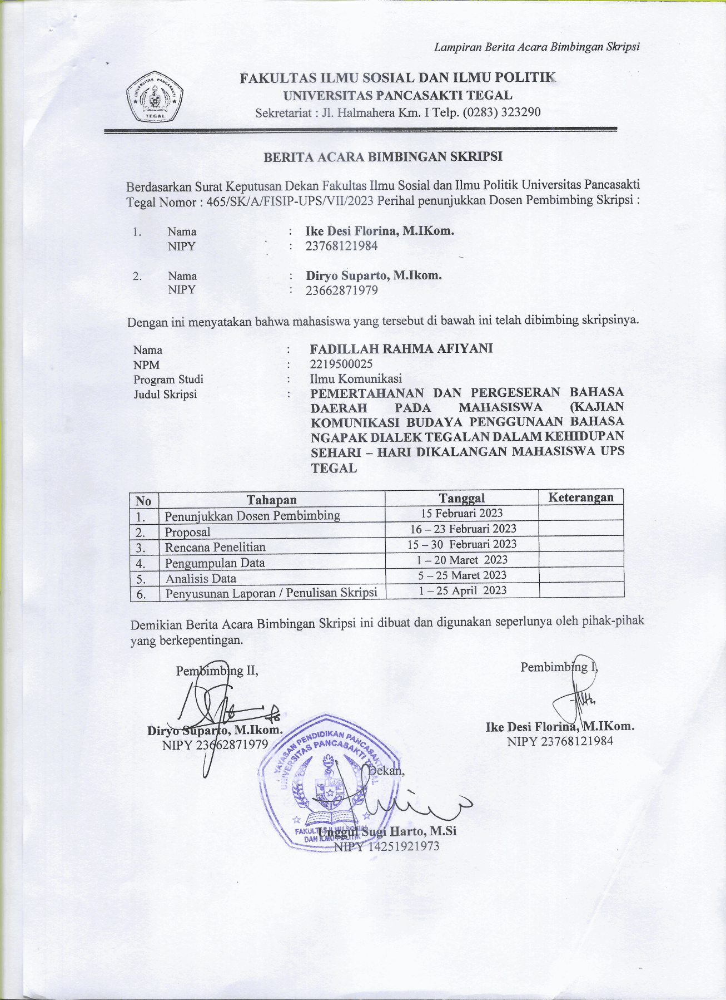 Lampiran Berita Acara Bimbingan Skripsi
UNIVERSITAS PANCASAKTI
TEGAL
FAKULTAS ILMU SOSIAL DAN ILMU POLITIK
UNIVERSITAS PANCASAKTI TEGAL
Sekretariat : Jl. Halmahera Km. I Telp. (0283) 323290
BERITA ACARA BIMBINGAN SKRIPSI
Berdasarkan Surat Keputusan Dekan Fakultas Ilmu Sosial dan Ilmu Politik Universitas Pancasakti
Tegal Nomor : 465/SK/A/FISIP-UPS/VII/2023 Perihal penunjukkan Dosen Pembimbing Skripsi :
1. Nama : Ike Desi Florina, M.IKom.
NIPY : 23768121984
2. Nama : Diryo Suparto, M.Ikom.
NIPY : 23662871979
Dengan ini menyatakan bahwa mahasiswa yang tersebut di bawah ini telah dibimbing skripsinya.
Nama : FADILLAH RAHMA AFIYANI
NPM : 2219500025
Program Studi : Ilmu Komunikasi
Judul Skripsi : PEMERTAHANAN DAN PERGESERAN BAHASA
DAERAH PADA MAHASISWA (KAJIAN
KOMUNIKASI BUDAYA PENGGUNAAN BAHASA
NGAPAK DIALEK TEGALAN DALAM KEHIDUPAN
SEHARI – HARI DIKALANGAN MAHASISWA UPS
TEGAL
No Tahapan Tanggal Keterangan
1. Penunjukkan Dosen Pembimbing 15 Februari 2023
2. Proposal 16 – 23 Februari 2023
3. Rencana Penelitian 15 – 30 Februari 2023
4. Pengumpulan Data 1 – 20 Maret 2023
5. Analisis Data 5 – 25 Maret 2023
6. Penyusunan Laporan / Penulisan Skripsi 1 – 25 April 2023
Demikian Berita Acara Bimbingan Skripsi ini dibuat dan digunakan seperlunya oleh pihak-pihak
yang berkepentingan.
Pembimbing II, Pembimbing I,
Diryo Suparto, M.Ikom. Ike Desi Florina, M.IKom.
NIPY 23662871979 NIPY 23768121984
YAYASAN PENDIDIKAN PANCASAKTI
UNIVERSITAS PANCASAKTI TEGAL
Dekan,
FAKULTAS ILMU SOSIAL
DAN ILMU POLITIK
Unggul Sugi Harto, M.Si
NIPY 14251921973